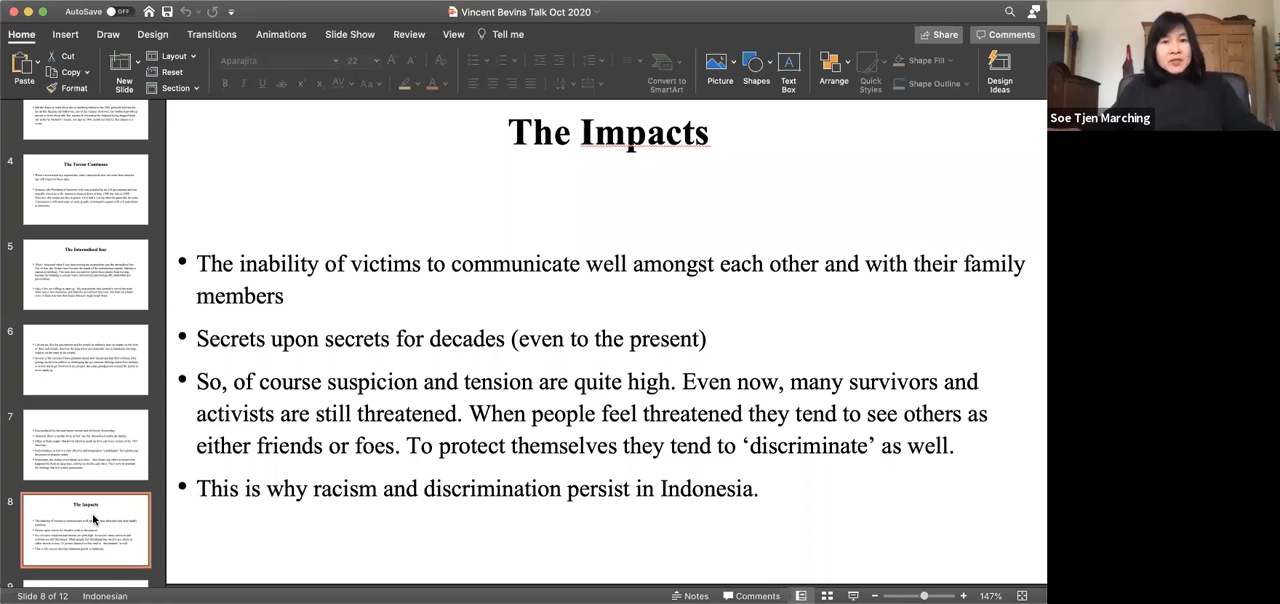 AutoSave OFF
Vincent Bevins Talk Oct 2020
Home Insert Draw Design Transitions Animations Slide Show Review View Tell me
Share Comments
Paste
Cut
Copy
Format
New
Slide
Layout
Reset
Section
Aparajita 22
Convert to
SmartArt
Picture
Shapes
Text
Box
Arrange
Quick
Styles
Shape Fill
Shape Outline
Design
Ideas
Soe Tjen Marching
4
The Terror Continues
5
The Internalised fear
6
7
8
The Impacts
9
The Impacts
• The inability of victims to communicate well amongst each other and with their family
members
• Secrets upon secrets for decades (even to the present)
• So, of course suspicion and tension are quite high. Even now, many survivors and
activists are still threatened. When people feel threatened they tend to see others as
either friends or foes. To protect themselves they tend to ‘discriminate’ as well.
• This is why racism and discrimination persist in Indonesia.
Slide 8 of 12 Indonesian
Notes Comments 147%